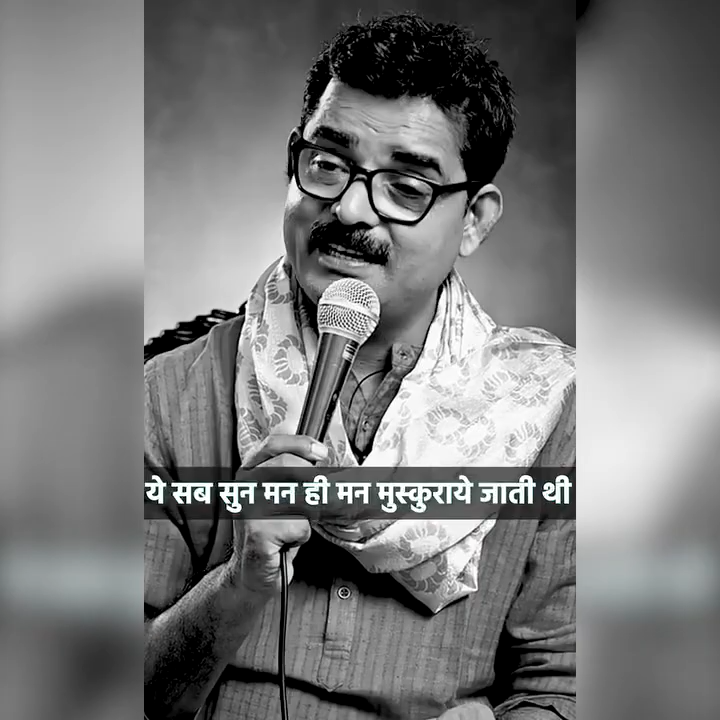 ये सब सुन मन ही मन मुस्कुराये जाती थी